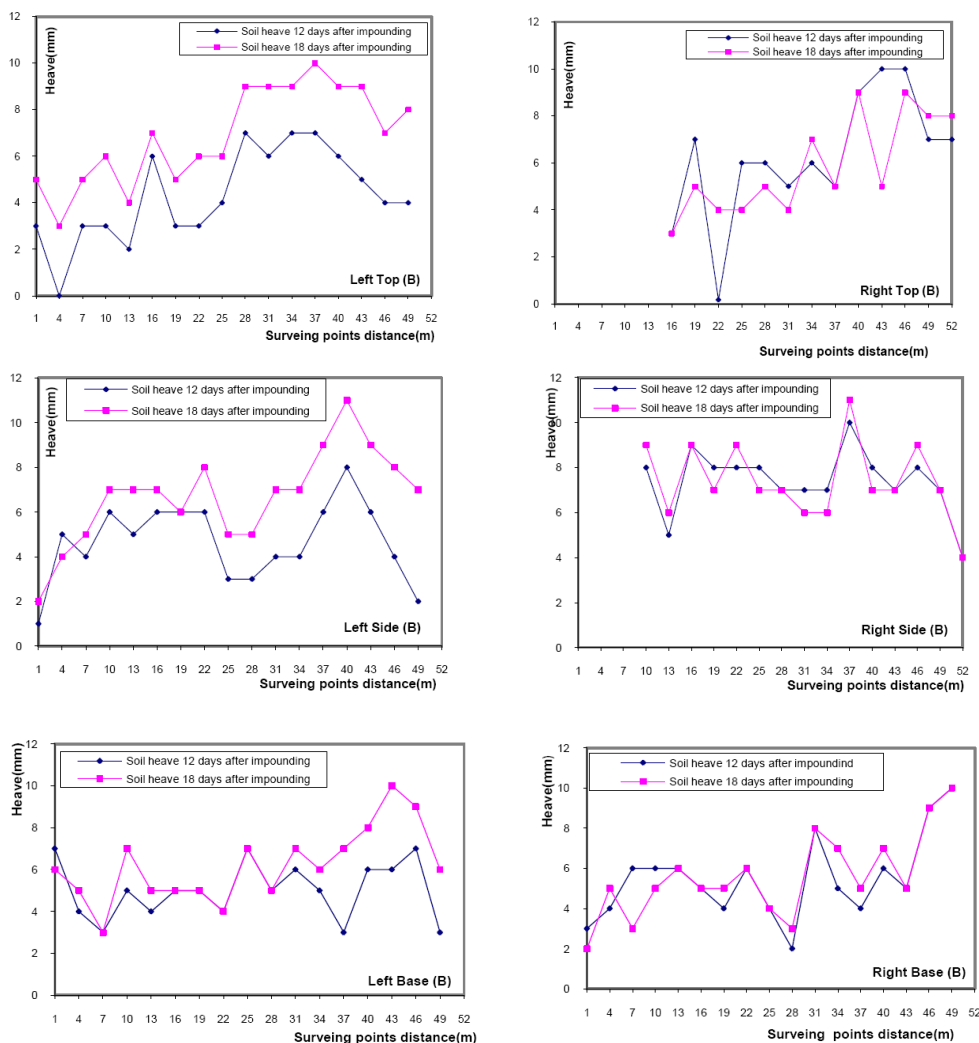 Heave(mm)
Soil heave 12 days after impounding
Soil heave 18 days after impounding
12
10
8
6
4
2
0
Left Top (B)
1 4 7 10 13 16 19 22 25 28 31 34 37 40 43 46 49 52
Surveing points distance(m)
Heave(mm)
Soil heave 12 days after impounding
Soil heave 18 days after impounding
12
10
8
6
4
2
0
Right Top (B)
1 4 7 10 13 16 19 22 25 28 31 34 37 40 43 46 49 52
Surveing points distance(m)
Heave(mm)
Soil heave 12 days after impounding
Soil heave 18 days after impounding
12
10
8
6
4
2
0
Left Side (B)
1 4 7 10 13 16 19 22 25 28 31 34 37 40 43 46 49 52
Surveing points distance(m)
Heave(mm)
Soil heave 12 days after impounding
Soil heave 18 days after impounding
12
10
8
6
4
2
0
Right Side (B)
1 4 7 10 13 16 19 22 25 28 31 34 37 40 43 46 49 52
Surveing points distance(m)
Heave(mm)
Soil heave 12 days after impounding
Soil heave 18 days after impounding
12
10
8
6
4
2
0
Left Base (B)
1 4 7 10 13 16 19 22 25 28 31 34 37 40 43 46 49 52
Surveing points distance(m)
Heave(mm)
Soil heave 12 days after impoundind
Soil heave 18 days after impounding
12
10
8
6
4
2
0
Right Base (B)
1 4 7 10 13 16 19 22 25 28 31 34 37 40 43 46 49 52
Surveing points distance(m)